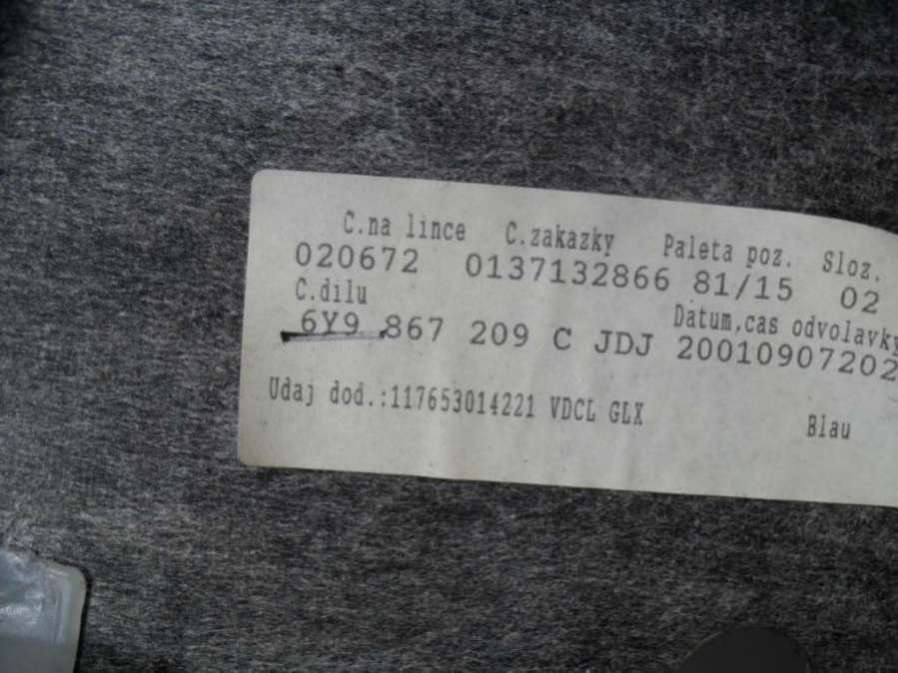 C.na lince C.zakazky Paleta poz. Sloz.
020672 0137132866 81/15 02
C.dilu Datum,cas odvolavky
6Y9 867 209 C JDJ 20010907202
Udaj dod.:117653014221 VDCL GLX Blau